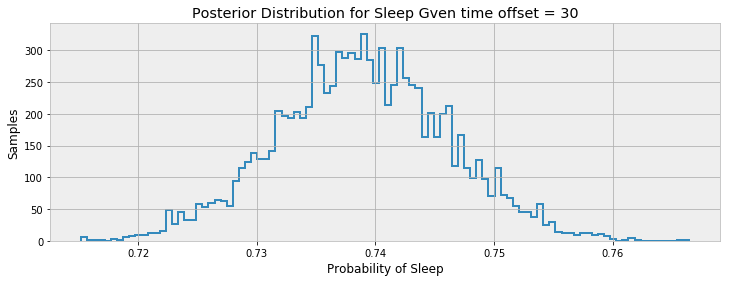 Posterior Distribution for Sleep Gven time offset = 30
300
250
200
150
100
50
0
Samples
0.72 0.73 0.74 0.75 0.76
Probability of Sleep